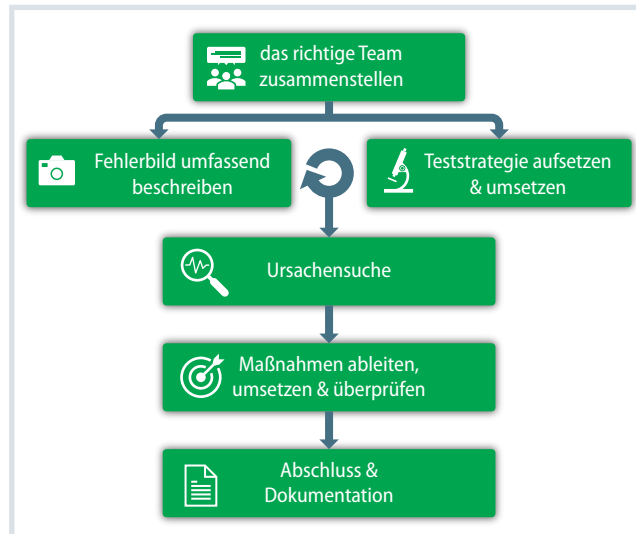 das richtige Team
zusammenstellen
Fehlerbild umfassend
beschreiben
Teststrategie aufsetzen
& umsetzen
Ursachensuche
Maßnahmen ableiten,
umsetzen & überprüfen
Abschluss &
Dokumentation